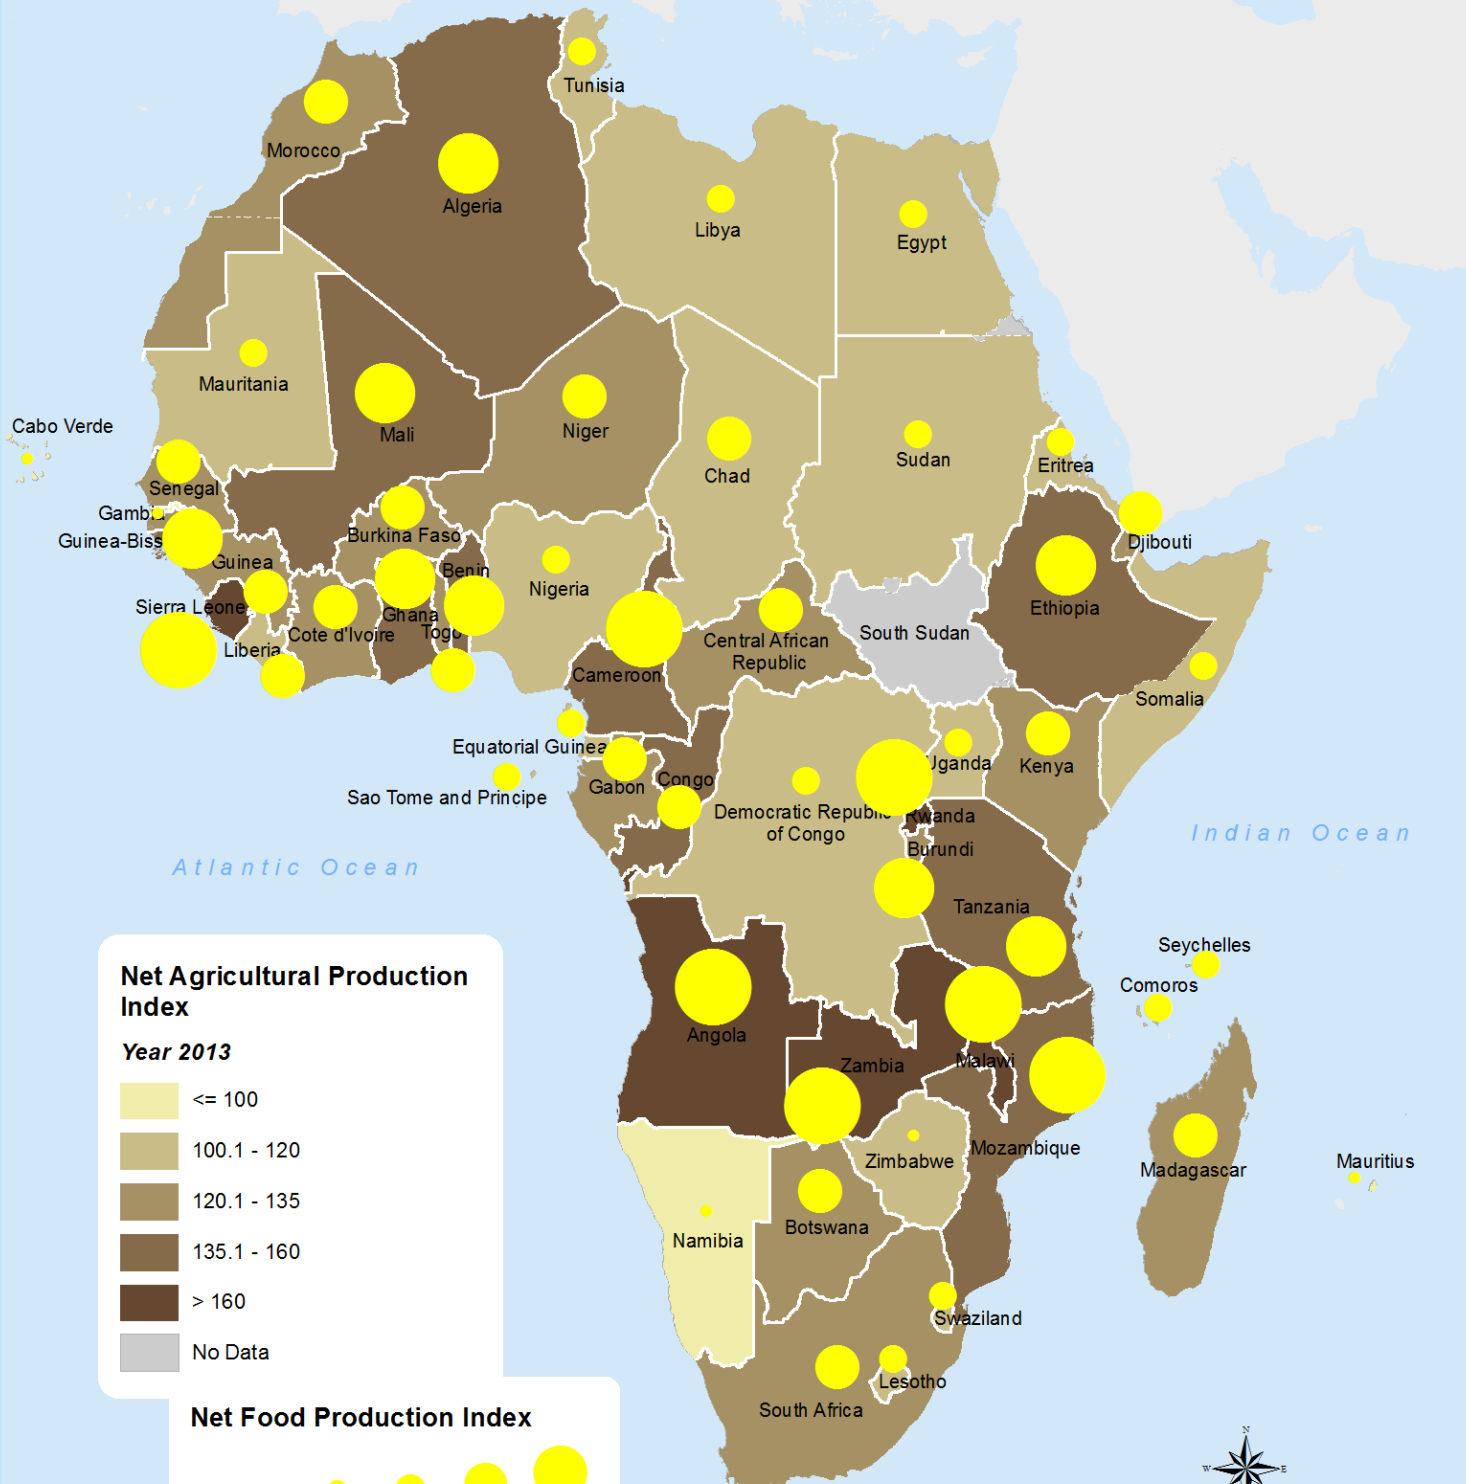 Tunisia
Morocco
Algeria
Libya
Egypt
Mauritania
Cabo Verde
Mali
Niger
Chad
Sudan
Eritrea
Senegal
Gambia
Guinea-Biss
Burkina Faso
Djibouti
Guinea
Benin
Nigeria
Sierra Leone
Ghana
Ethiopia
Cote d'Ivoire
Togo
South Sudan
Central African
Republic
Liberia
Cameroon
Somalia
Equatorial Guinea
Uganda
Kenya
Sao Tome and Principe
Gabon
Congo
Democratic Republic
of Congo
Rwanda
Indian Ocean
Burundi
Atlantic Ocean
Tanzania
Seychelles
Comoros
Angola
Zambia
Malawi
Mozambique
Zimbabwe
Madagascar
Mauritius
Namibia
Botswana
Swaziland
Lesotho
South Africa
Net Agricultural Production
Index
Year 2013
<= 100
100.1 - 120
120.1 - 135
135.1 - 160
> 160
No Data
Net Food Production Index
N
W
E